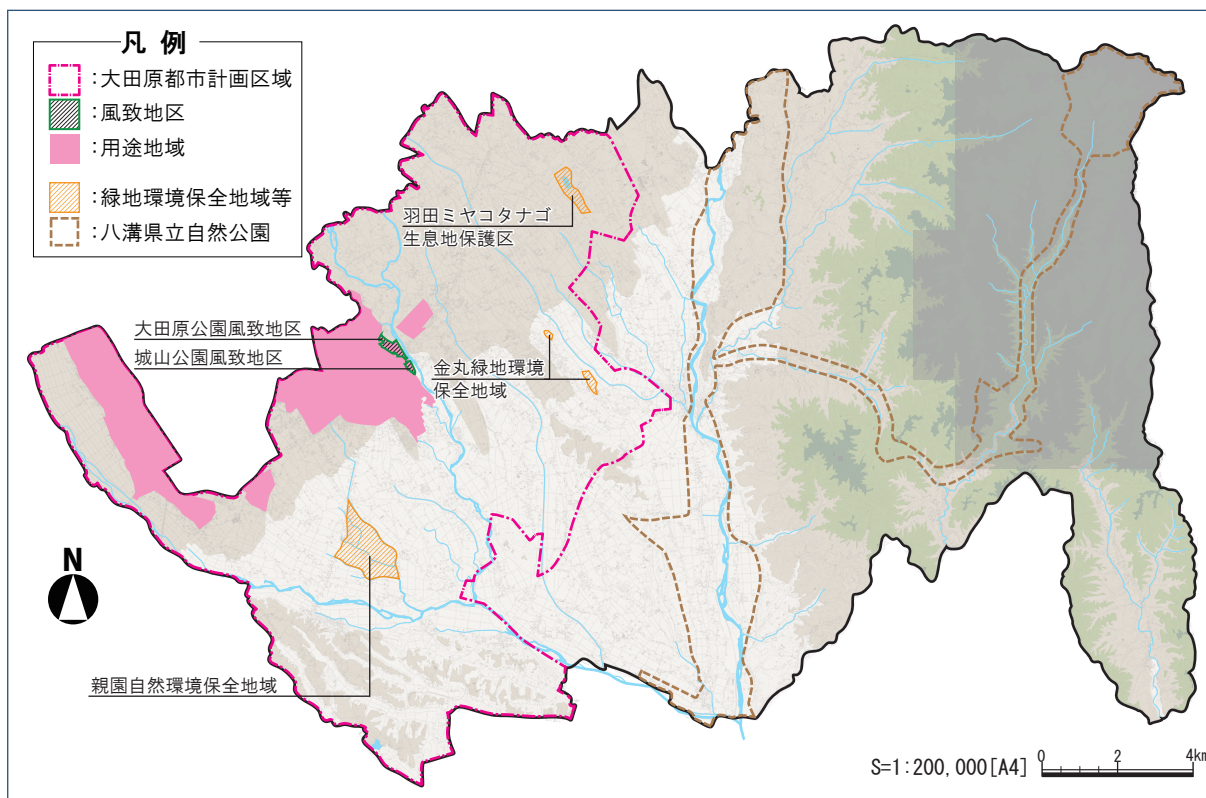 凡 例
:大田原都市計画区域
:風致地区
:用途地域
:緑地環境保全地域等
:八溝県立自然公園
羽田ミヤコタナゴ
生息地保護区
大田原公園風致地区
城山公園風致地区
金丸緑地環境
保全地域
N
親園自然環境保全地域
S=1:200,000[A4]
0 2 4km